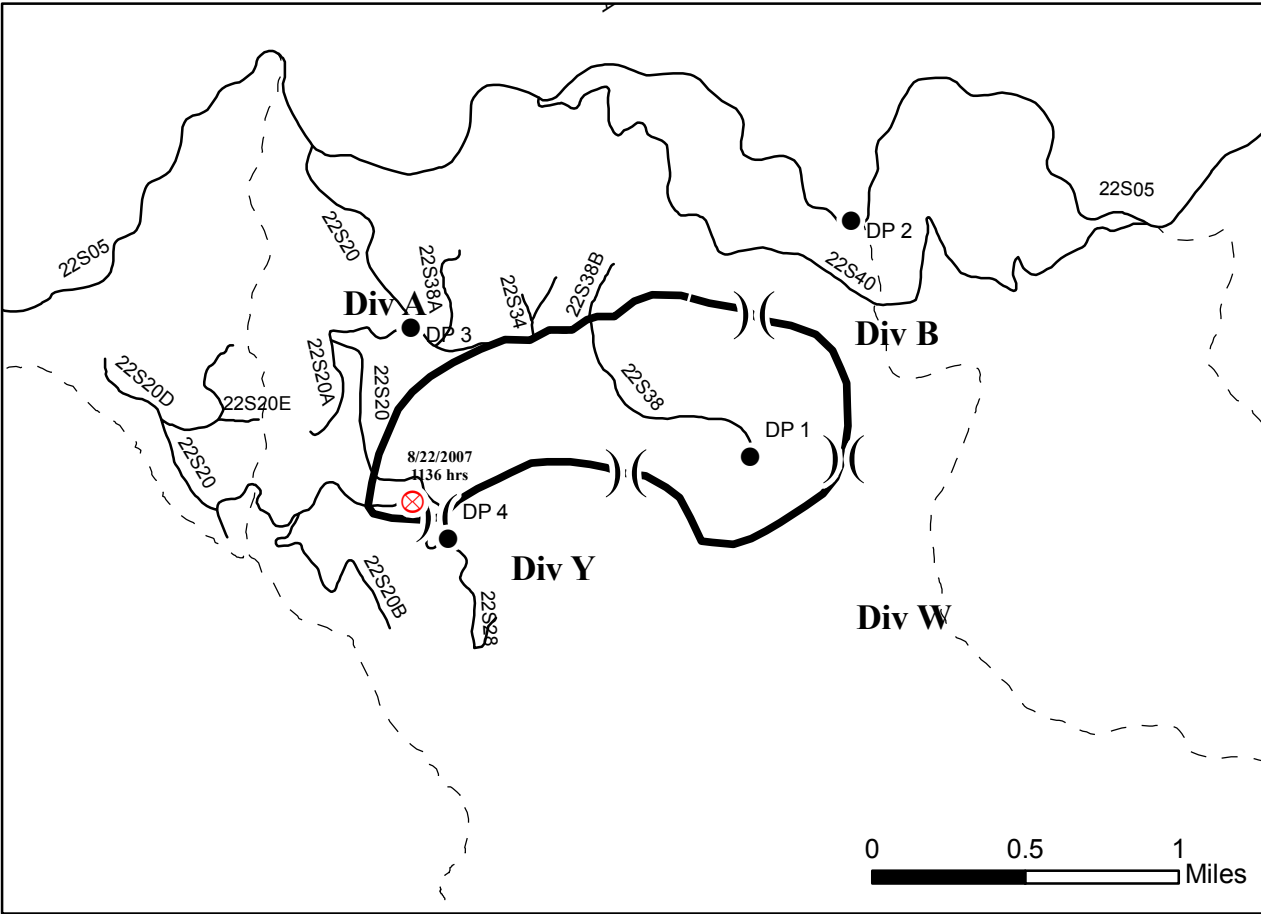 22S05
DP 2
22S05
22S20
22S38A
22S34
22S38B
22S40
Div A
DP 3
Div B
22S20D
22S20E
22S20A
22S20
22S38
DP 1
22S20
8/22/2007
1136 hrs
DP 4
Div Y
22S20B
22S28
Div W
0
0.5
1
Miles